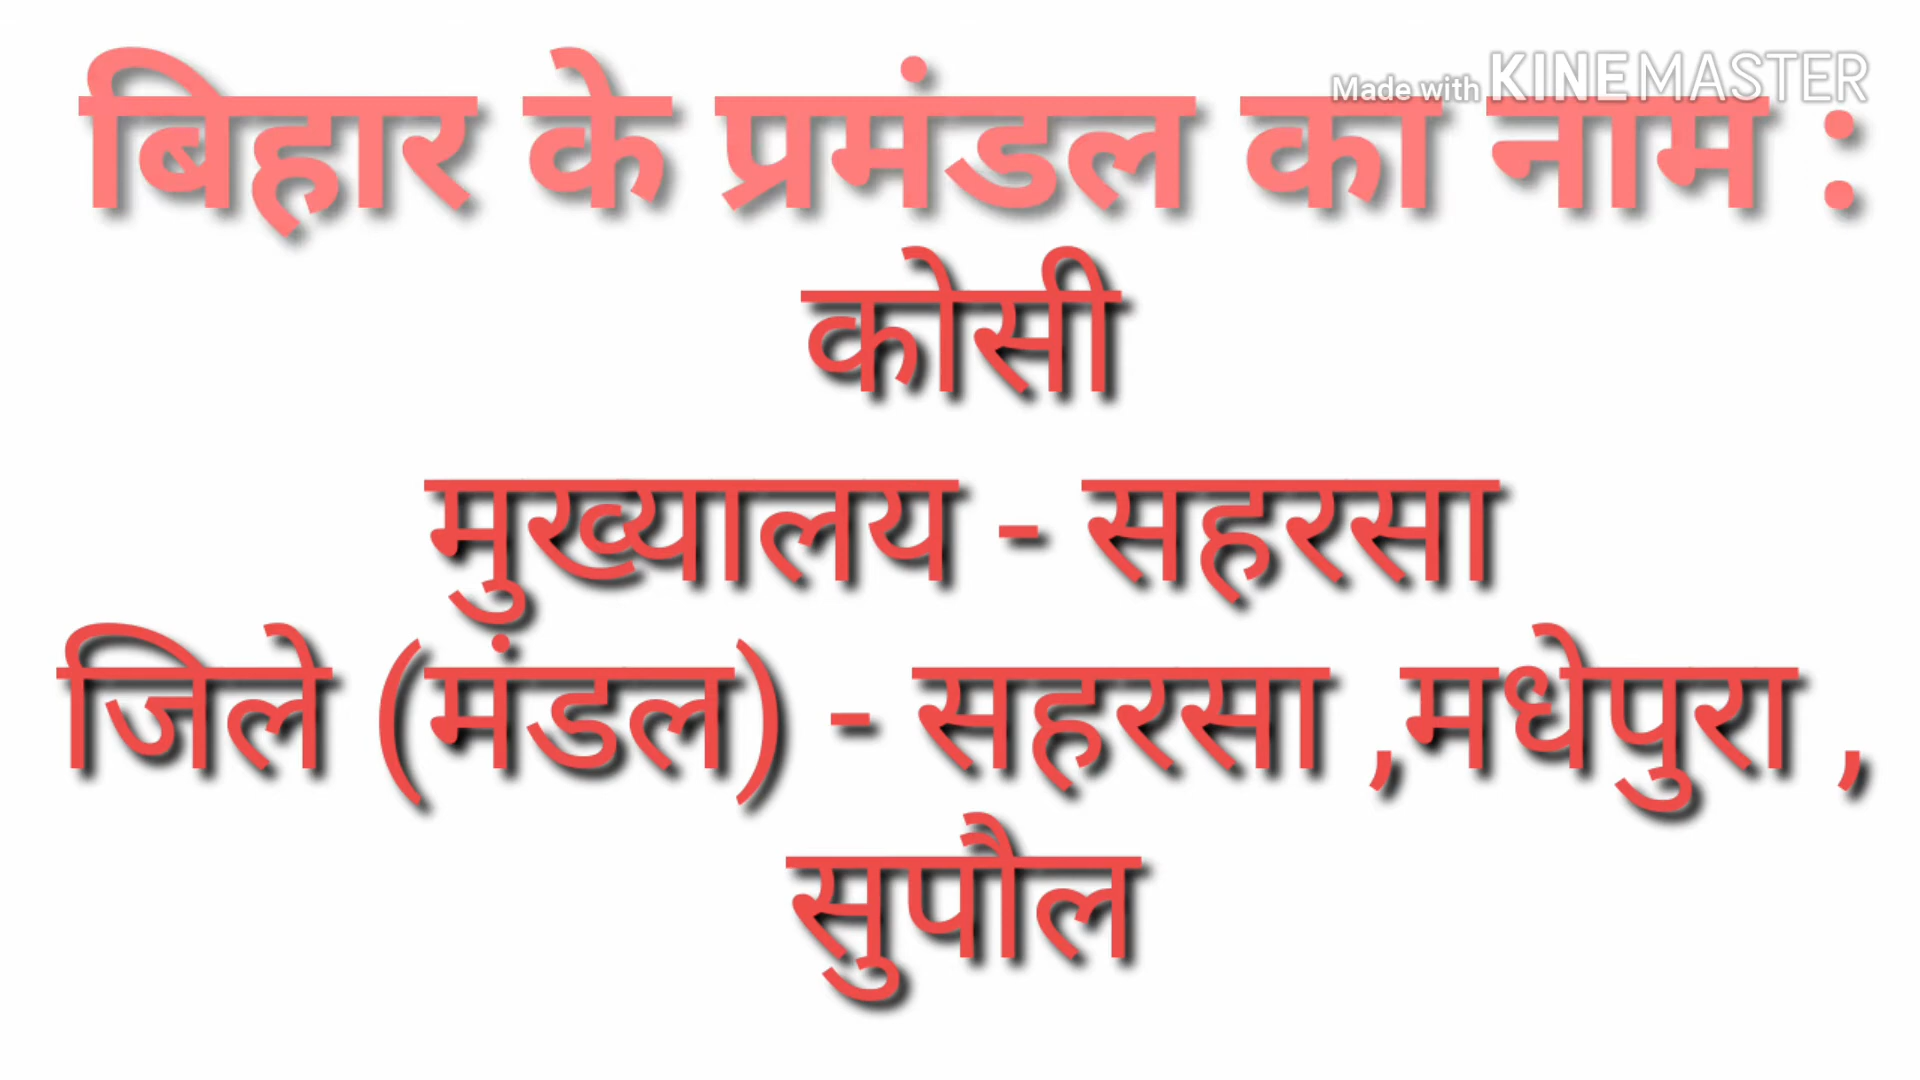 Made with KINEMASTER
बिहार के प्रमंडल का नाम :
कोसी
मुख्यालय - सहरसा
जिले (मंडल) - सहरसा ,मधेपुरा ,
सुपौल